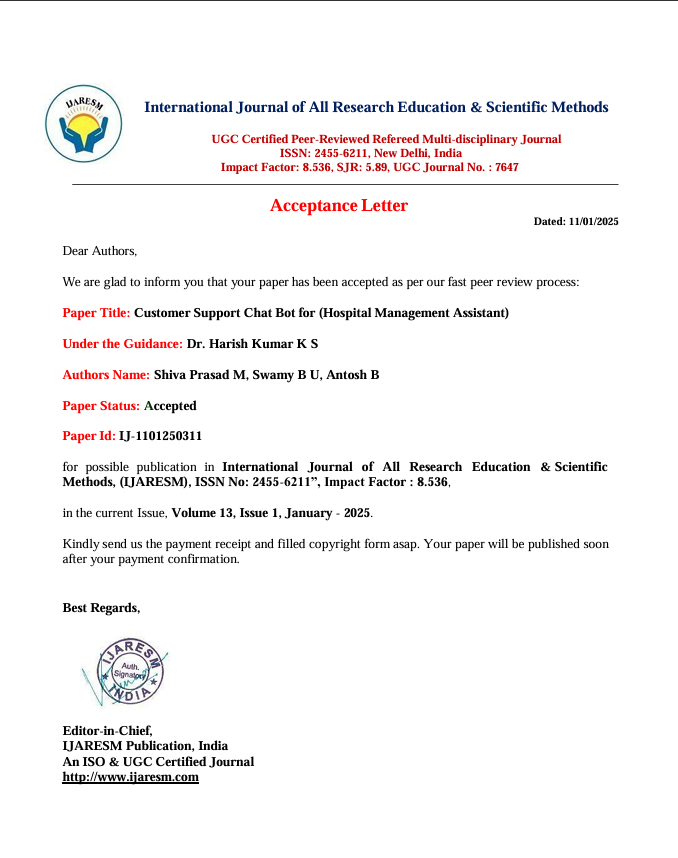 IJARESM
International Journal of All Research Education & Scientific Methods
UGC Certified Peer-Reviewed Refereed Multi-disciplinary Journal
ISSN: 2455-6211, New Delhi, India
Impact Factor: 8.536, SJR: 5.89, UGC Journal No. : 7647
Acceptance Letter
Dated: 11/01/2025
Dear Authors,
We are glad to inform you that your paper has been accepted as per our fast peer review process:
Paper Title: Customer Support Chat Bot for (Hospital Management Assistant)
Under the Guidance: Dr. Harish Kumar K S
Authors Name: Shiva Prasad M, Swamy B U, Antosh B
Paper Status: Accepted
Paper Id: IJ-1101250311
for possible publication in International Journal of All Research Education & Scientific
Methods, (IJARESM), ISSN No: 2455-6211”, Impact Factor : 8.536,
in the current Issue, Volume 13, Issue 1, January - 2025.
Kindly send us the payment receipt and filled copyright form asap. Your paper will be published soon
after your payment confirmation.
Best Regards,
IJARESM
Auth.
Signatory
INDIA
Editor-in-Chief,
IJARESM Publication, India
An ISO & UGC Certified Journal
http://www.ijaresm.com